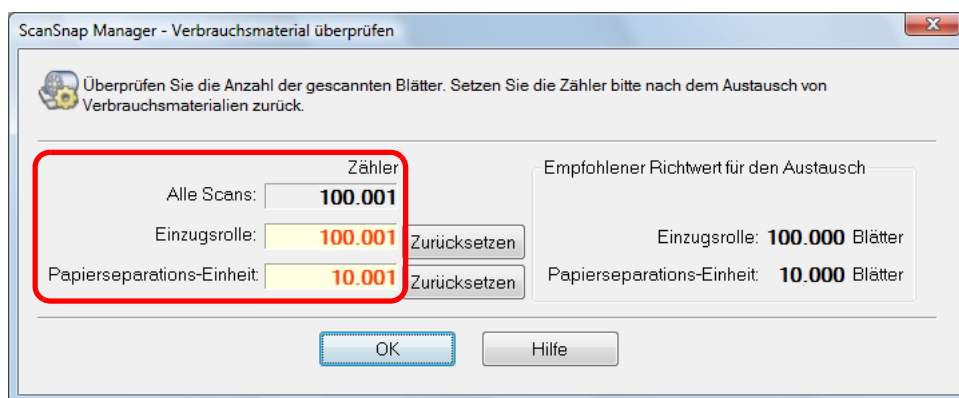 ScanSnap Manager - Verbrauchsmaterial überprüfen
Überprüfen Sie die Anzahl der gescannten Blätter. Setzen Sie die Zähler bitte nach dem Austausch von
Verbrauchsmaterialien zurück.
Zähler
Alle Scans: 100.001
Einzugsrolle: 100.001 Zurücksetzen
Papierseparations-Einheit: 10.001 Zurücksetzen
Empfohlener Richtwert für den Austausch
Einzugsrolle: 100.000 Blätter
Papierseparations-Einheit: 10.000 Blätter
OK
Hilfe